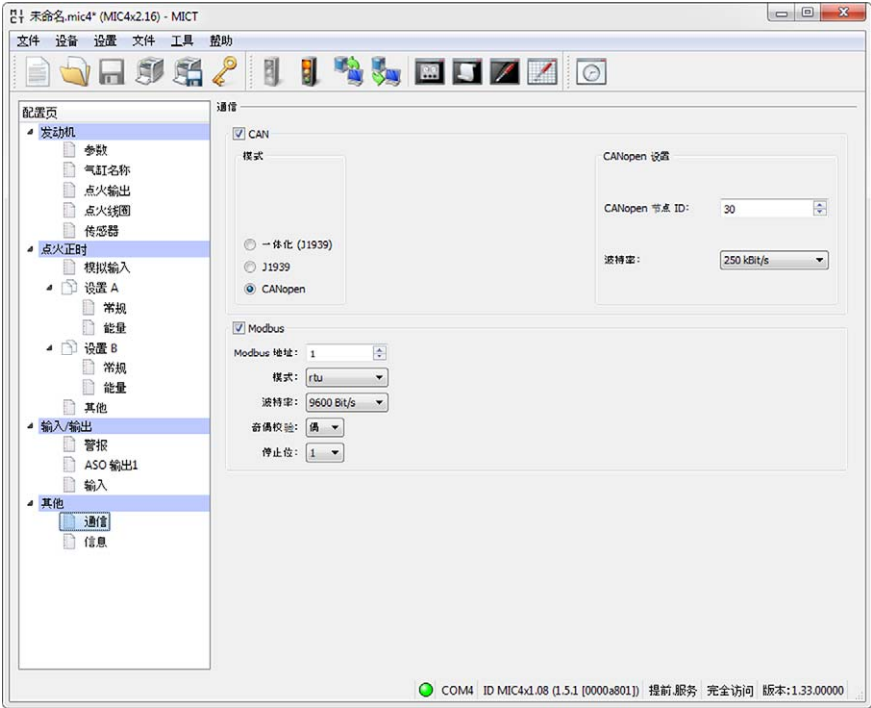 未命名.mic4* (MIC4x2.16) - MICT
文件 设备 设置 文件 工具 帮助
配置页
发动机
参数
气缸名称
点火输出
点火线圈
传感器
点火正时
模拟输入
设置 A
常规
能量
设置 B
常规
能量
其他
输入/输出
警报
ASO 输出1
输入
其他
通信
信息
通信
CAN
模式
一体化 (J1939)
J1939
CANopen
CANopen 设置
CANopen 节点 ID: 30
波特率: 250 kBit/s
Modbus
Modbus 地址: 1
模式: rtu
波特率: 9600 Bit/s
奇偶校验: 偶
停止位: 1
COM4 ID MIC4x1.08 (1.5.1 [0000a801]) 提前.服务 完全访问 版本:1.33.00000